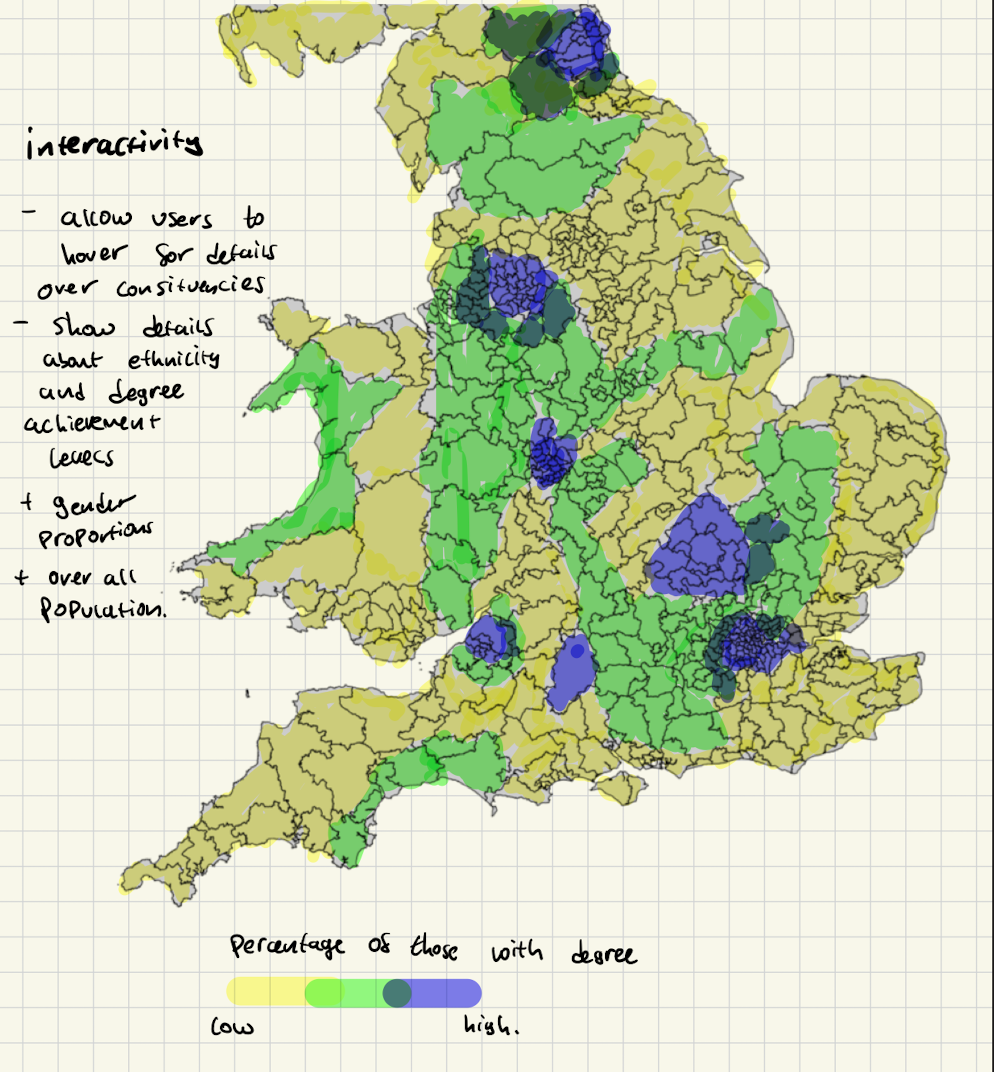 interactivity
- allow users to
hover for details
over consituencies
- show details
about ethnicity
and degree
achievement
levels
+ gender
proportions
+ over all
population.
Percentage of those with degree
Low
high.